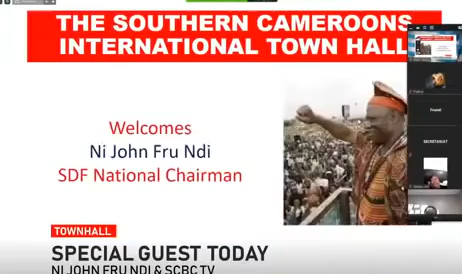 THE SOUTHERN CAMEROONS
INTERNATIONAL TOWN HALL
Welcomes
Ni John Fru Ndi
SDF National Chairman
SECRETARIAT
TOWNHALL
SPECIAL GUEST TODAY
NI JOHN FRU NDI & SCBC TV